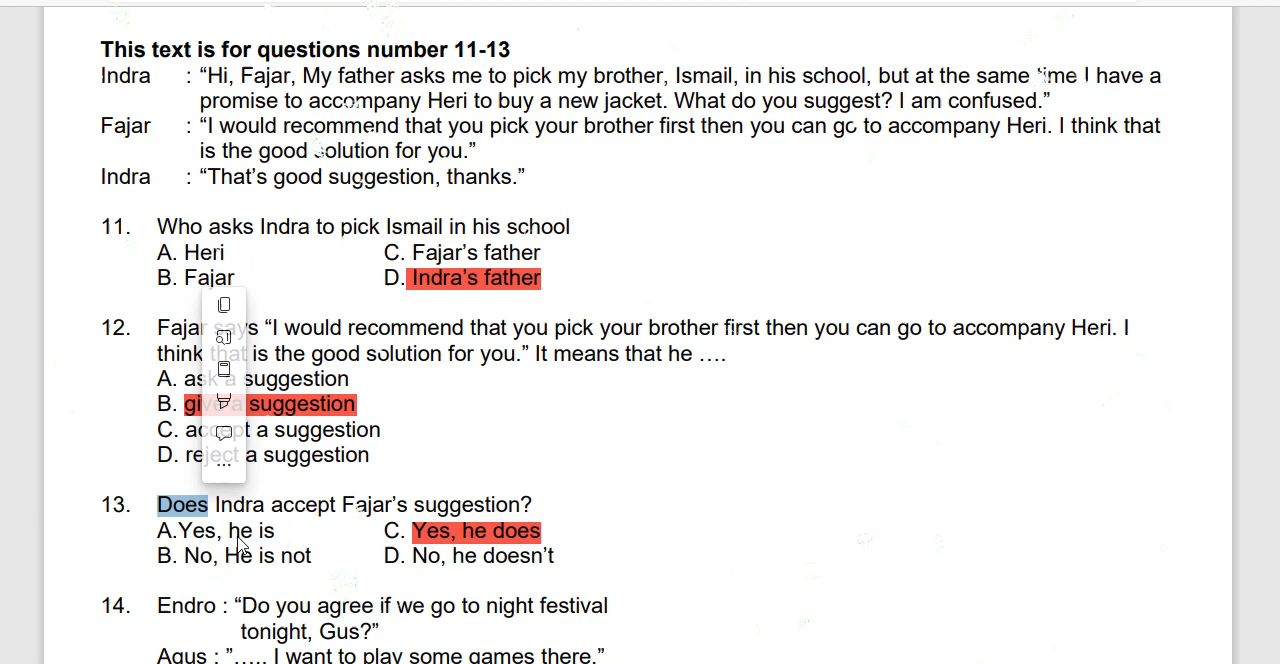 This text is for questions number 11-13
Indra : “Hi, Fajar, My father asks me to pick my brother, Ismail, in his school, but at the same time I have a
promise to accompany Heri to buy a new jacket. What do you suggest? I am confused.”
Fajar : “I would recommend that you pick your brother first then you can go to accompany Heri. I think that
is the good solution for you.”
Indra : “That’s good suggestion, thanks.”
11. Who asks Indra to pick Ismail in his school
A. Heri C. Fajar’s father
B. Fajar D. Indra’s father
12. Fajar says “I would recommend that you pick your brother first then you can go to accompany Heri. I
think that is the good solution for you.” It means that he ….
A. ask a suggestion
B. give a suggestion
C. accept a suggestion
D. reject a suggestion
13. Does Indra accept Fajar’s suggestion?
A.Yes, he is C. Yes, he does
B. No, He is not D. No, he doesn’t
14. Endro : “Do you agree if we go to night festival
tonight, Gus?”
Agus : ”….. I want to play some games there.”